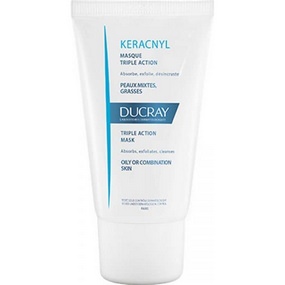 KERACNYL
MASQUE
TRIPLE ACTION
Absorbe, exfolie, désincruste
PEAUX MIXTES,
GRASSES
DUCRAY
TRIPLE ACTION
MASK
Absorbs, exfoliates, cleanses
OILY OR COMBINATION
SKIN